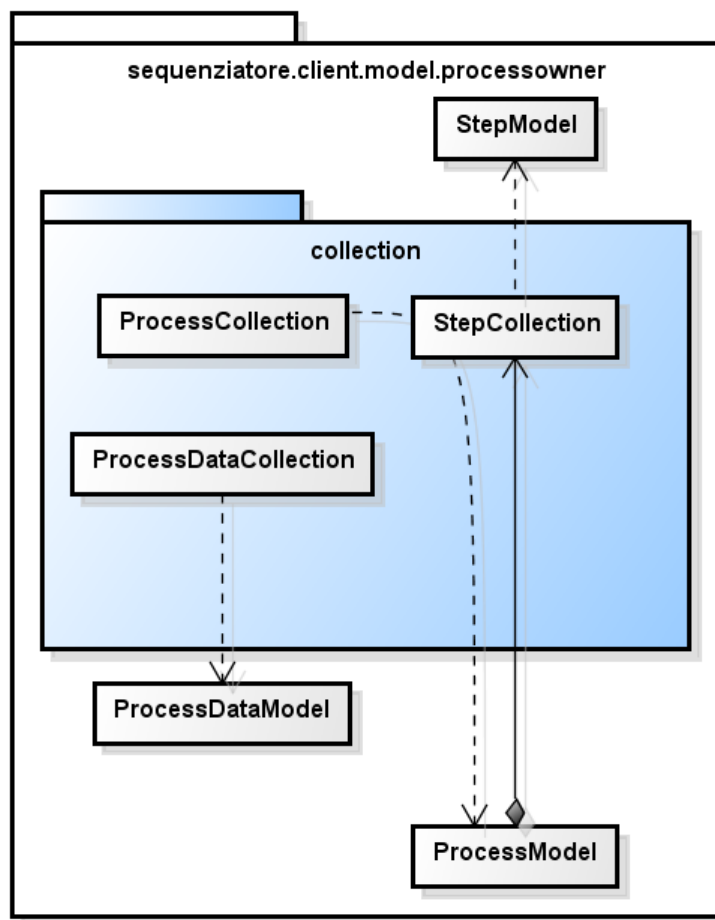 sequenziatore.client.model.processowner
StepModel
collection
ProcessCollection
StepCollection
ProcessDataCollection
ProcessDataModel
ProcessModel